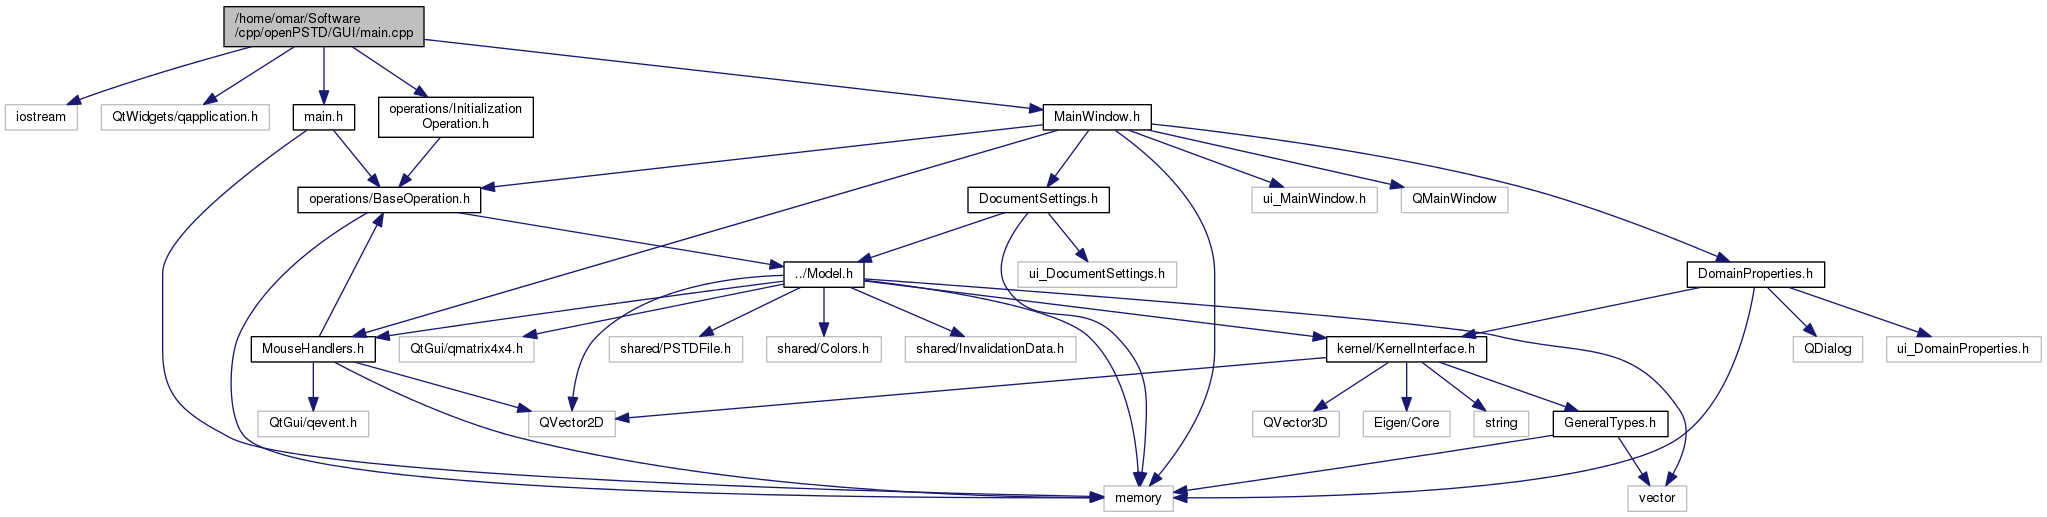 /home/omar/Software
/cpp/openPSTD/GUI/main.cpp
iostream
QtWidgets/qapplication.h
main.h
operations/Initialization
Operation.h
MainWindow.h
operations/BaseOperation.h
DocumentSettings.h
ui_MainWindow.h
QMainWindow
../Model.h
ui_DocumentSettings.h
DomainProperties.h
MouseHandlers.h
QtGui/qmatrix4x4.h
shared/PSTDFile.h
shared/Colors.h
shared/InvalidationData.h
kernel/KernelInterface.h
QDialog
ui_DomainProperties.h
QtGui/qevent.h
QVector2D
QVector3D
Eigen/Core
string
GeneralTypes.h
memory
vector